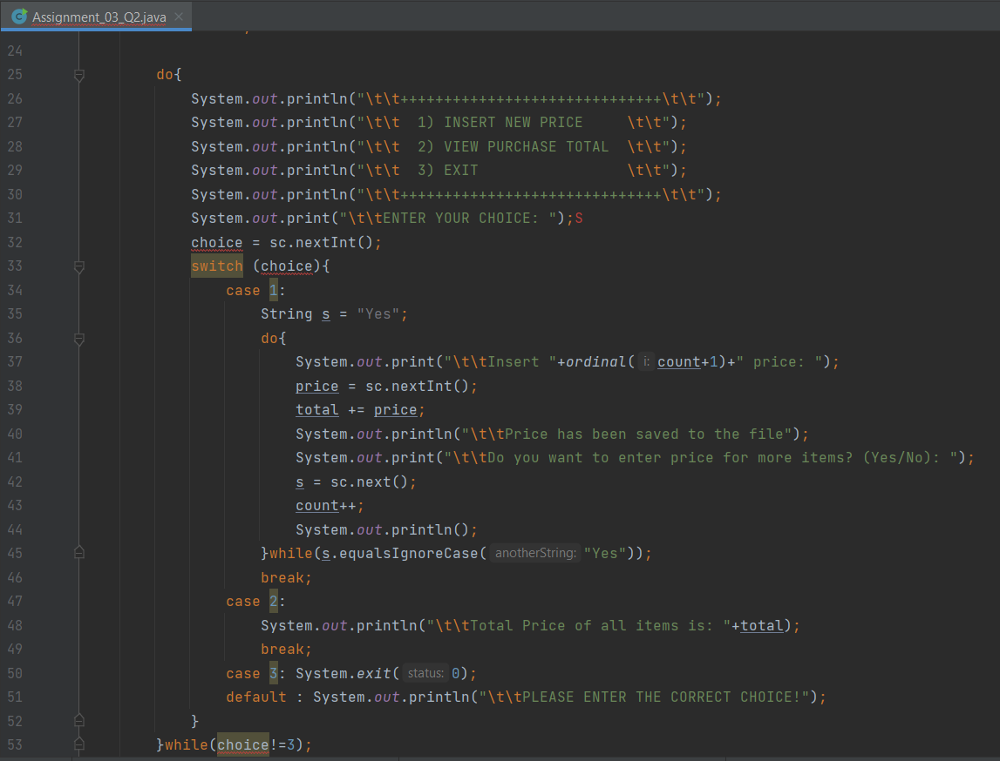 Assignment_03_Q2.java
24
25 do{
26 System.out.println("\t\t++++++++++++++++++++++++++++++\t\t");
27 System.out.println("\t\t  1) INSERT NEW PRICE     \t\t");
28 System.out.println("\t\t  2) VIEW PURCHASE TOTAL  \t\t");
29 System.out.println("\t\t  3) EXIT                 \t\t");
30 System.out.println("\t\t++++++++++++++++++++++++++++++\t\t");
31 System.out.print("\t\tENTER YOUR CHOICE: ");S
32 choice = sc.nextInt();
33 switch (choice){
34 case 1:
35 String s = "Yes";
36 do{
37 System.out.print("\t\tInsert "+ordinal( i: count+1)+" price: ");
38 price = sc.nextInt();
39 total += price;
40 System.out.println("\t\tPrice has been saved to the file");
41 System.out.print("\t\tDo you want to enter price for more items? (Yes/No): ");
42 s = sc.next();
43 count++;
44 System.out.println();
45 }while(s.equalsIgnoreCase( anotherString: "Yes"));
46 break;
47 case 2:
48 System.out.println("\t\tTotal Price of all items is: "+total);
49 break;
50 case 3: System.exit( status: 0);
51 default : System.out.println("\t\tPLEASE ENTER THE CORRECT CHOICE!");
52 }
53 }while(choice!=3);